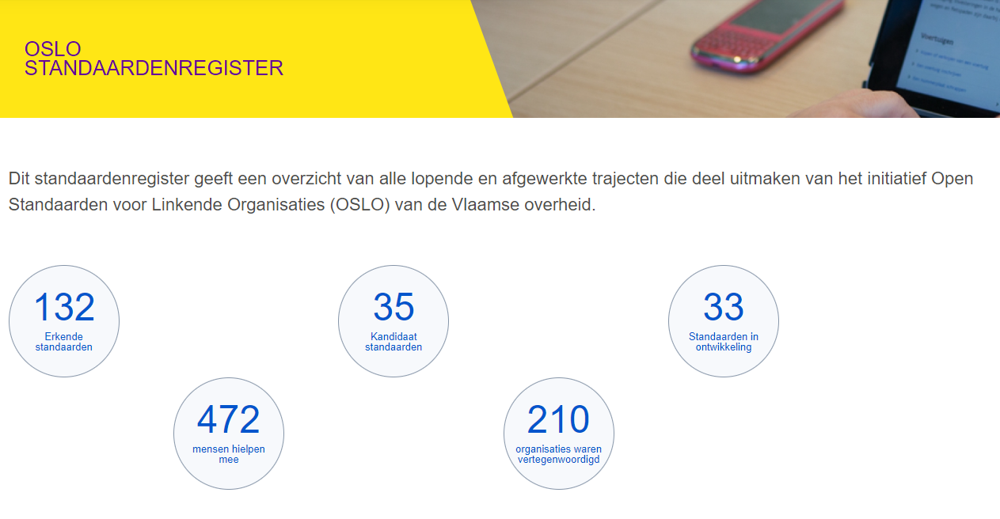 OSLO
STANDAARDENREGISTER
Voertuigen
Dit standaardenregister geeft een overzicht van alle lopende en afgewerkte trajecten die deel uitmaken van het initiatief Open
Standaarden voor Linkende Organisaties (OSLO) van de Vlaamse overheid.
132
Erkende
standaarden
35
Kandidaat
standaarden
33
Standaarden in
ontwikkeling
472
mensen hielpen
mee
210
organisaties waren
vertegenwoordigd